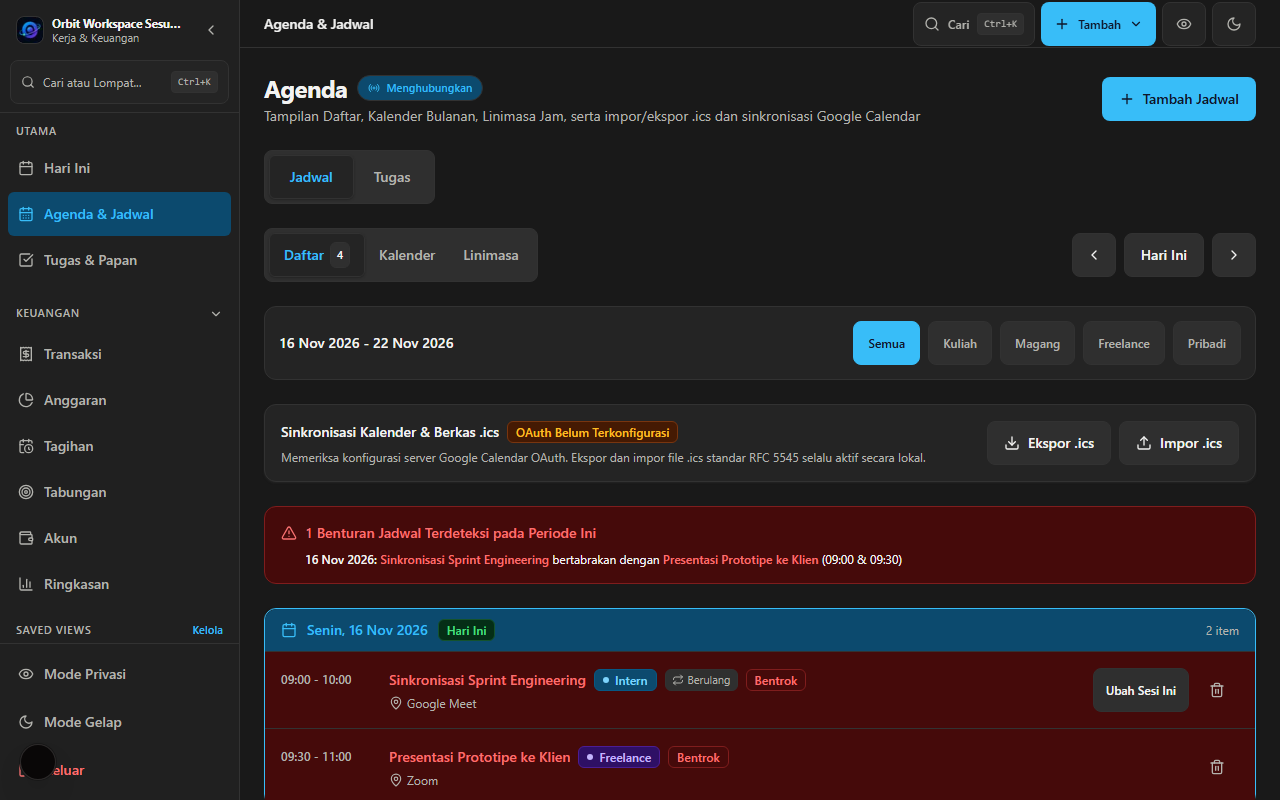 Orbit Workspace Sesu...
Kerja & Keuangan
Cari atau Lompat... Ctrl+K
UTAMA
Hari Ini
Agenda & Jadwal
Tugas & Papan
KEUANGAN
Transaksi
Anggaran
Tagihan
Tabungan
Akun
Ringkasan
SAVED VIEWS Kelola
Mode Privasi
Mode Gelap
eluar
Agenda & Jadwal
Cari Ctrl+K
Tambah
Agenda Menghubungkan
Tampilan Daftar, Kalender Bulanan, Linimasa Jam, serta impor/ekspor .ics dan sinkronisasi Google Calendar
Tambah Jadwal
Jadwal Tugas
Daftar 4 Kalender Linimasa
Hari Ini
16 Nov 2026 - 22 Nov 2026
Semua Kuliah Magang Freelance Pribadi
Sinkronisasi Kalender & Berkas .ics OAuth Belum Terkonfigurasi
Memeriksa konfigurasi server Google Calendar OAuth. Ekspor dan impor file .ics standar RFC 5545 selalu aktif secara lokal.
Ekspor .ics Impor .ics
1 Benturan Jadwal Terdeteksi pada Periode Ini
16 Nov 2026: Sinkronisasi Sprint Engineering bertabrakan dengan Presentasi Prototipe ke Klien (09:00 & 09:30)
Senin, 16 Nov 2026 Hari Ini 2 item
09:00 - 10:00 Sinkronisasi Sprint Engineering Intern Berulang Bentrok
Google Meet
Ubah Sesi Ini
09:30 - 11:00 Presentasi Prototipe ke Klien Freelance Bentrok
Zoom